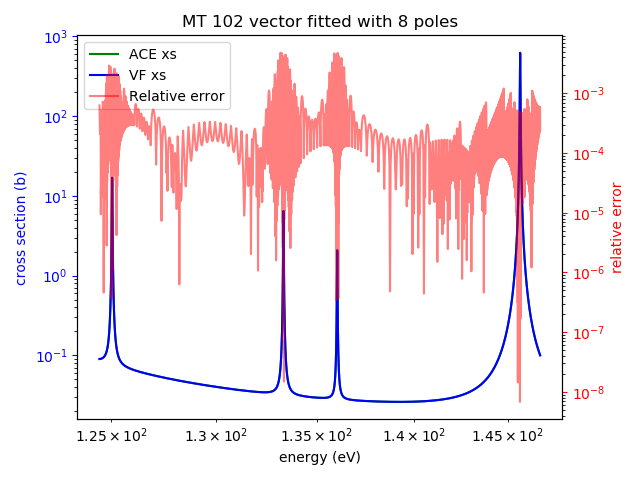 MT 102 vector fitted with 8 poles
ACE xs
VF xs
Relative error
cross section (b)
10³
10²
10¹
10⁰
10⁻¹
relative error
10⁻³
10⁻⁴
10⁻⁵
10⁻⁶
10⁻⁷
10⁻⁸
1.25 × 10² 1.3 × 10² 1.35 × 10² 1.4 × 10² 1.45 × 10²
energy (eV)